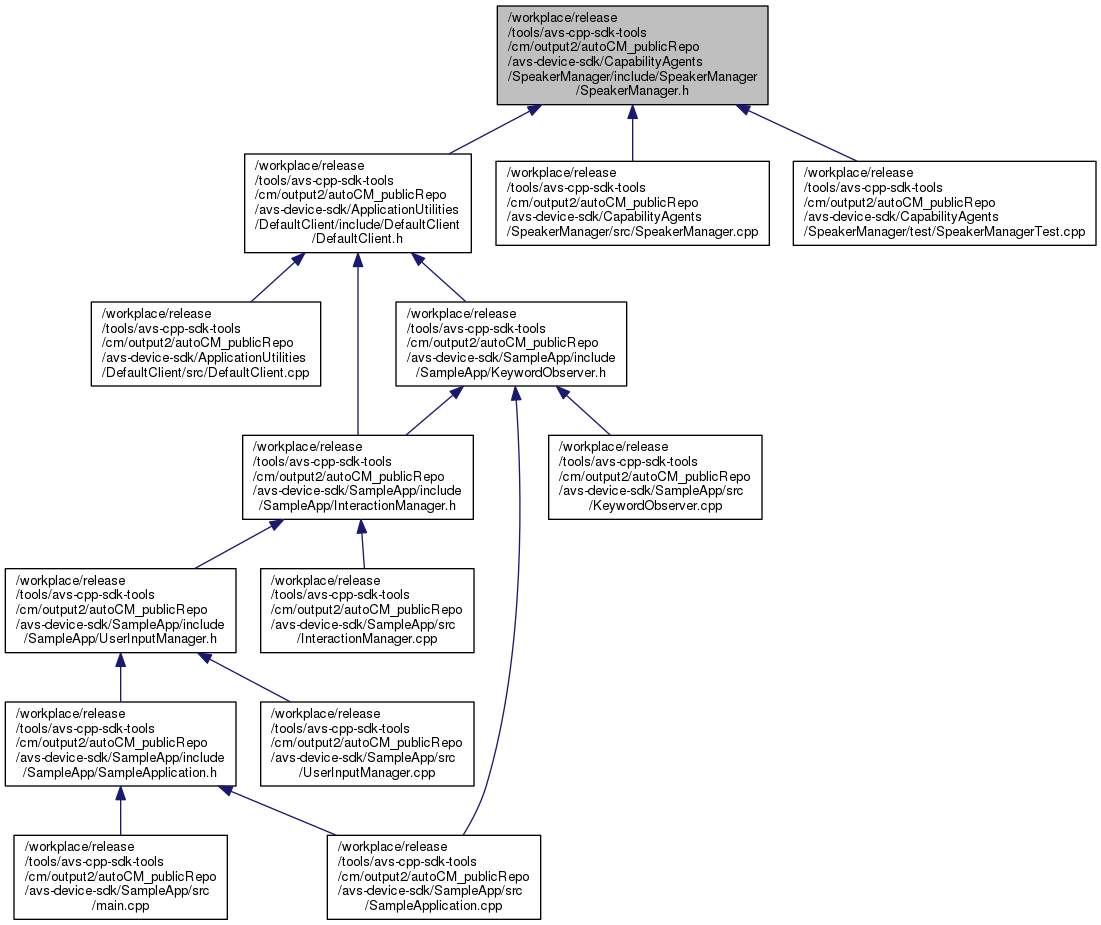 /workplace/release
/tools/avs-cpp-sdk-tools
/cm/output2/autoCM_publicRepo
/avs-device-sdk/CapabilityAgents
/SpeakerManager/include/SpeakerManager
/SpeakerManager.h
/workplace/release
/tools/avs-cpp-sdk-tools
/cm/output2/autoCM_publicRepo
/avs-device-sdk/ApplicationUtilities
/DefaultClient/include/DefaultClient
/DefaultClient.h
/workplace/release
/tools/avs-cpp-sdk-tools
/cm/output2/autoCM_publicRepo
/avs-device-sdk/CapabilityAgents
/SpeakerManager/src/SpeakerManager.cpp
/workplace/release
/tools/avs-cpp-sdk-tools
/cm/output2/autoCM_publicRepo
/avs-device-sdk/CapabilityAgents
/SpeakerManager/test/SpeakerManagerTest.cpp
/workplace/release
/tools/avs-cpp-sdk-tools
/cm/output2/autoCM_publicRepo
/avs-device-sdk/ApplicationUtilities
/DefaultClient/src/DefaultClient.cpp
/workplace/release
/tools/avs-cpp-sdk-tools
/cm/output2/autoCM_publicRepo
/avs-device-sdk/SampleApp/include
/SampleApp/KeywordObserver.h
/workplace/release
/tools/avs-cpp-sdk-tools
/cm/output2/autoCM_publicRepo
/avs-device-sdk/SampleApp/include
/SampleApp/InteractionManager.h
/workplace/release
/tools/avs-cpp-sdk-tools
/cm/output2/autoCM_publicRepo
/avs-device-sdk/SampleApp/src
/KeywordObserver.cpp
/workplace/release
/tools/avs-cpp-sdk-tools
/cm/output2/autoCM_publicRepo
/avs-device-sdk/SampleApp/include
/SampleApp/UserInputManager.h
/workplace/release
/tools/avs-cpp-sdk-tools
/cm/output2/autoCM_publicRepo
/avs-device-sdk/SampleApp/src
/InteractionManager.cpp
/workplace/release
/tools/avs-cpp-sdk-tools
/cm/output2/autoCM_publicRepo
/avs-device-sdk/SampleApp/include
/SampleApp/SampleApplication.h
/workplace/release
/tools/avs-cpp-sdk-tools
/cm/output2/autoCM_publicRepo
/avs-device-sdk/SampleApp/src
/UserInputManager.cpp
/workplace/release
/tools/avs-cpp-sdk-tools
/cm/output2/autoCM_publicRepo
/avs-device-sdk/SampleApp/src
/main.cpp
/workplace/release
/tools/avs-cpp-sdk-tools
/cm/output2/autoCM_publicRepo
/avs-device-sdk/SampleApp/src
/SampleApplication.cpp